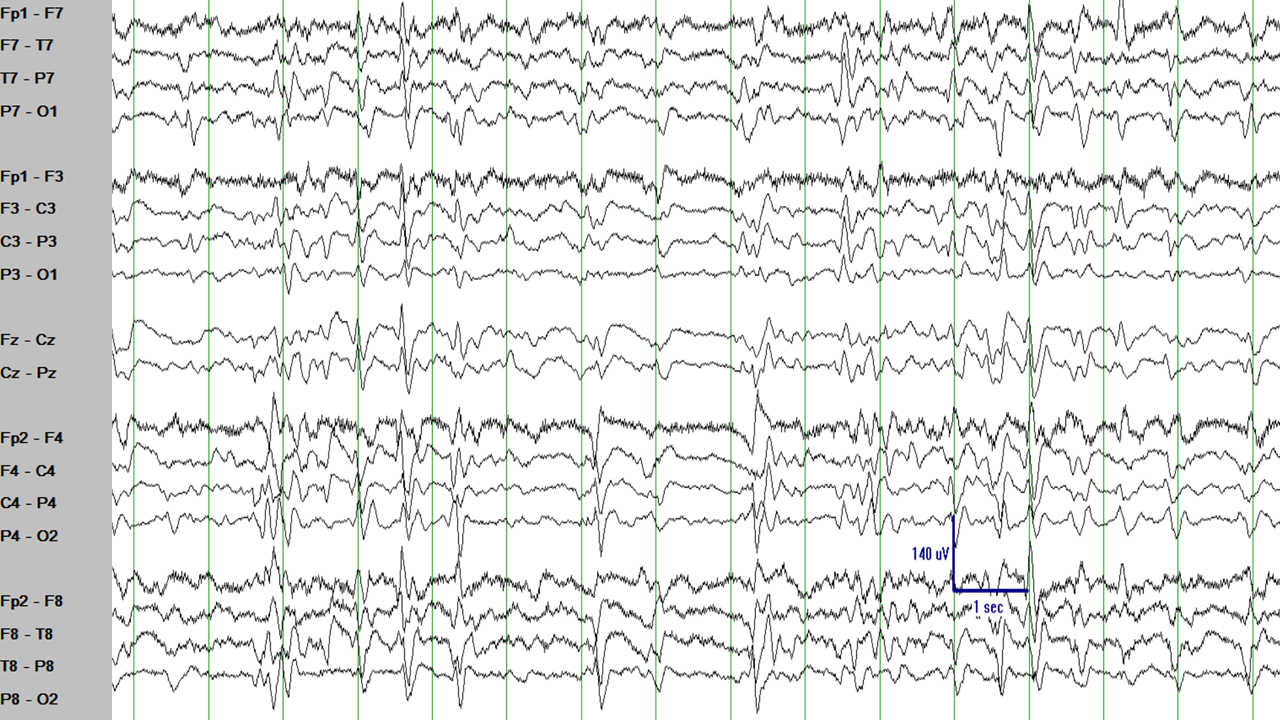 Fp1 - F7
F7 - T7
T7 - P7
P7 - O1
Fp1 - F3
F3 - C3
C3 - P3
P3 - O1
Fz - Cz
Cz - Pz
Fp2 - F4
F4 - C4
C4 - P4
P4 - O2
140 uV
1 sec
Fp2 - F8
F8 - T8
T8 - P8
P8 - O2